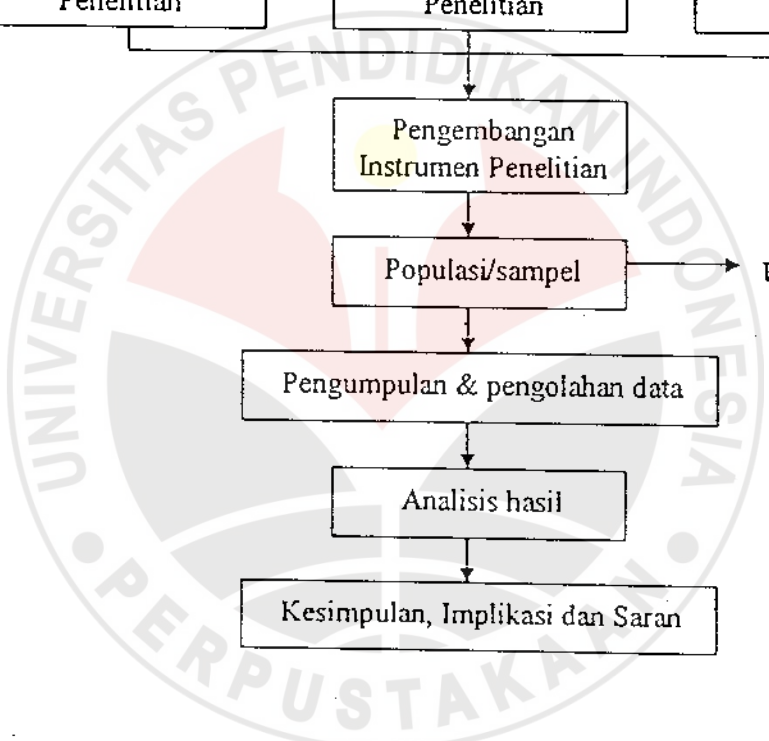 Penelitian
Penelitian
Pengembangan
Instrumen Penelitian
Populasi/sampel
Pengumpulan & pengolahan data
Analisis hasil
Kesimpulan, Implikasi dan Saran
UNIVERSITAS PENDIDIKAN INDONESIA
PERPUSTAKAAN